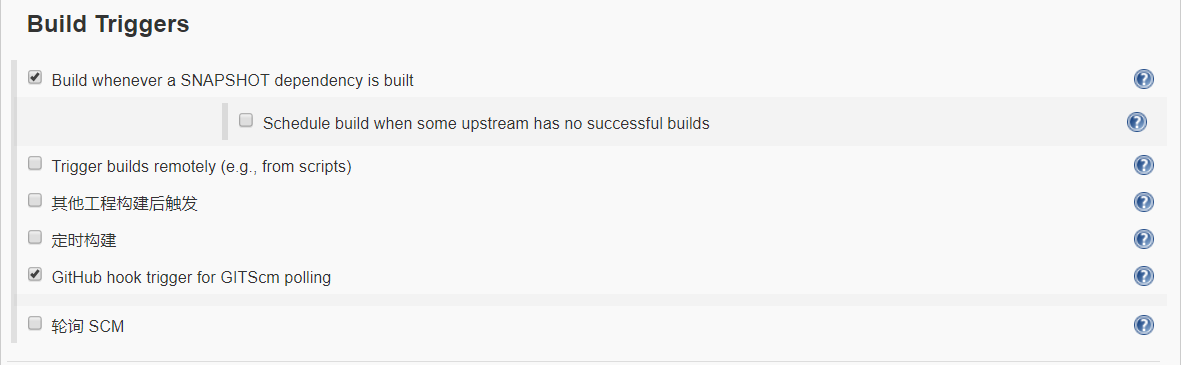 Build Triggers
Build whenever a SNAPSHOT dependency is built
Schedule build when some upstream has no successful builds
Trigger builds remotely (e.g., from scripts)
其他工程构建后触发
定时构建
GitHub hook trigger for GITScm polling
轮询 SCM